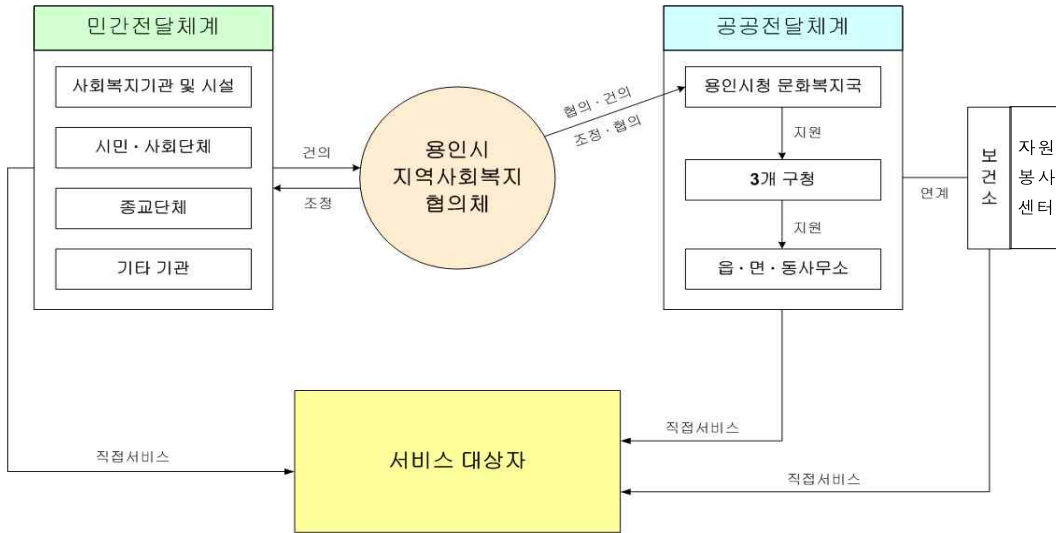 민간전달체계
사회복지기관 및 시설
시민·사회단체
종교단체
기타 기관
건의
조정
용인시
지역사회복지
협의체
협의·건의
조정·협의
공공전달체계
용인시청 문화복지국
지원
3개 구청
지원
읍·면·동사무소
연계
보
건
소
자원
봉사
센터
직접서비스
서비스 대상자
직접서비스
직접서비스